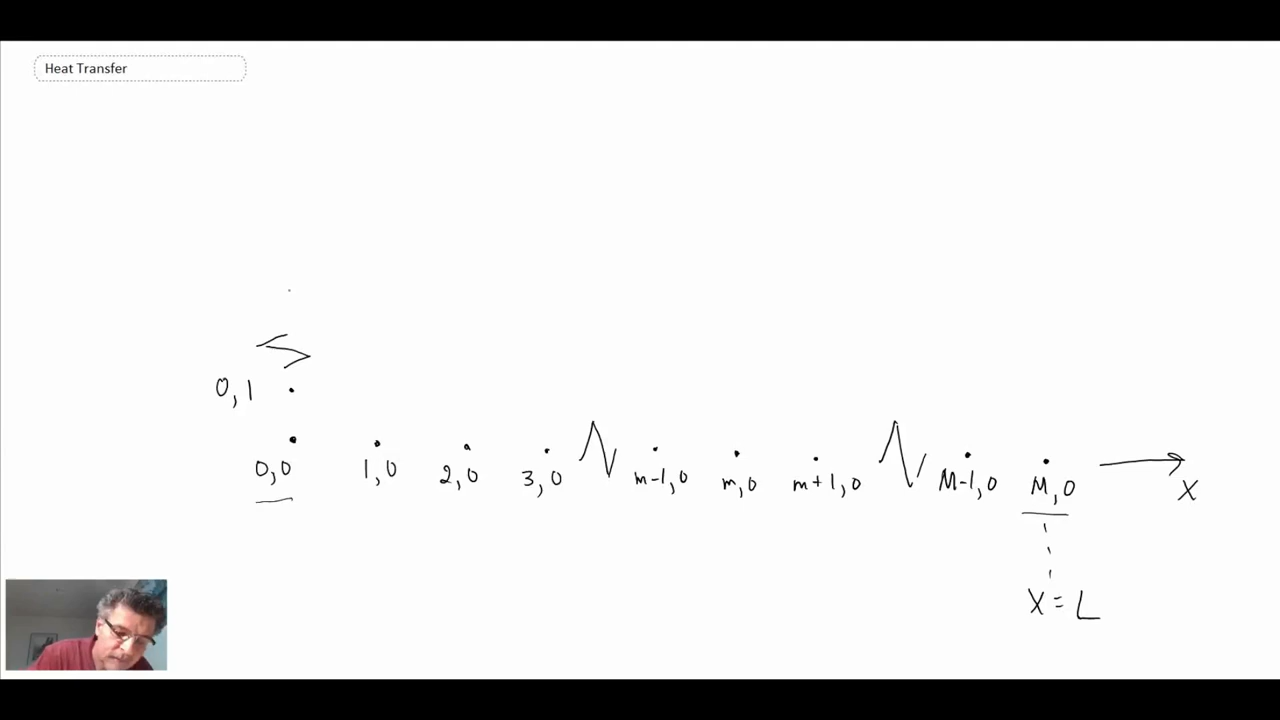 Heat Transfer
0,1
0,0 1,0 2,0 3,0 m-1,0 m,0 m+1,0 M-1,0 M,0 X
X = L